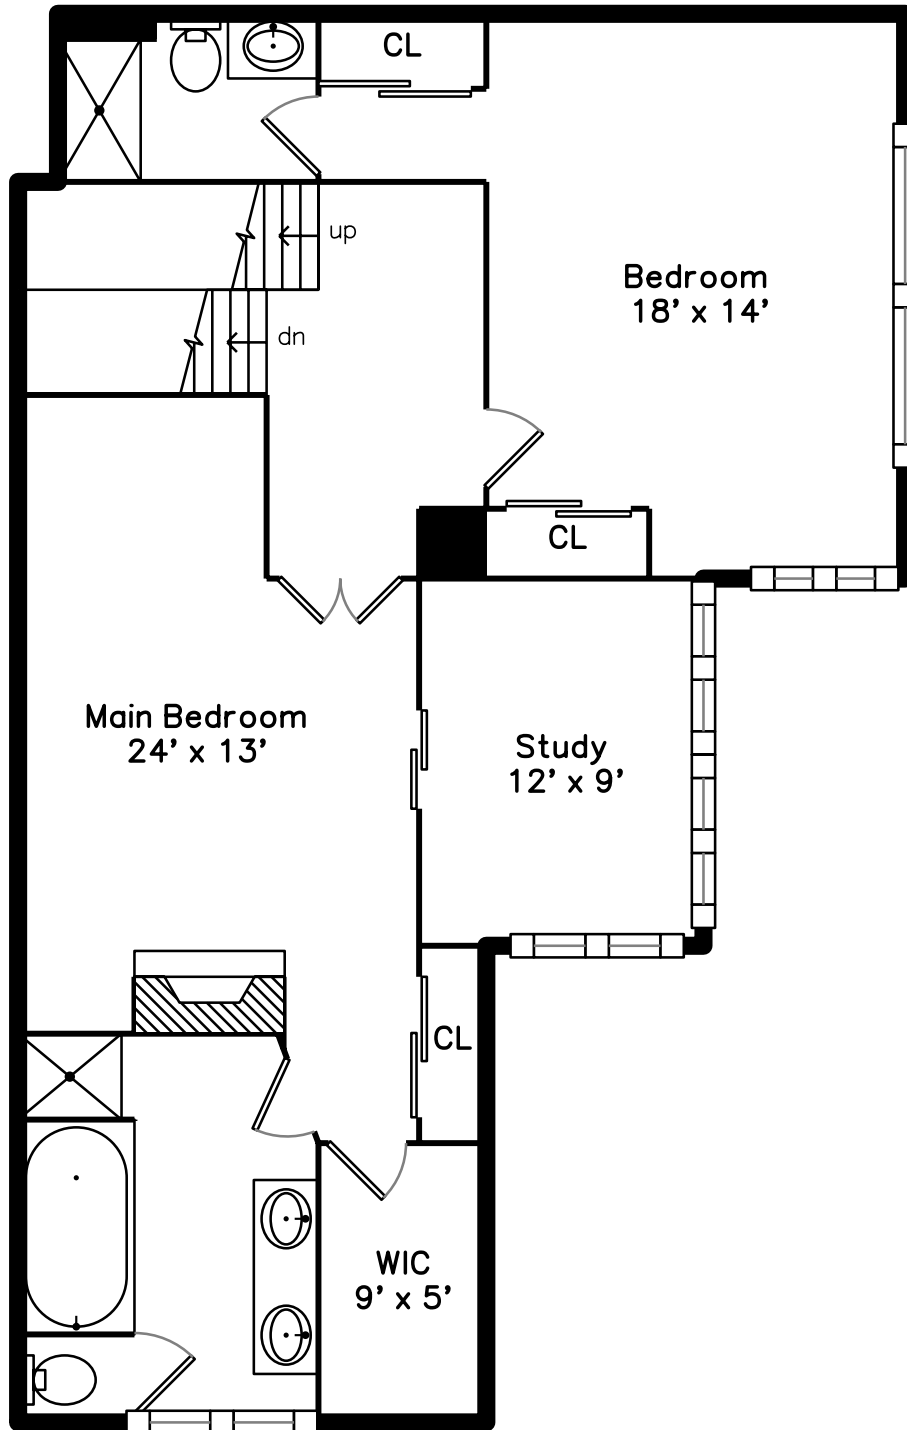 CL
up
Bedroom
18' x 14'
dn
CL
Main Bedroom
24' x 13'
Study
12' x 9'
CL
WIC
9' x 5'